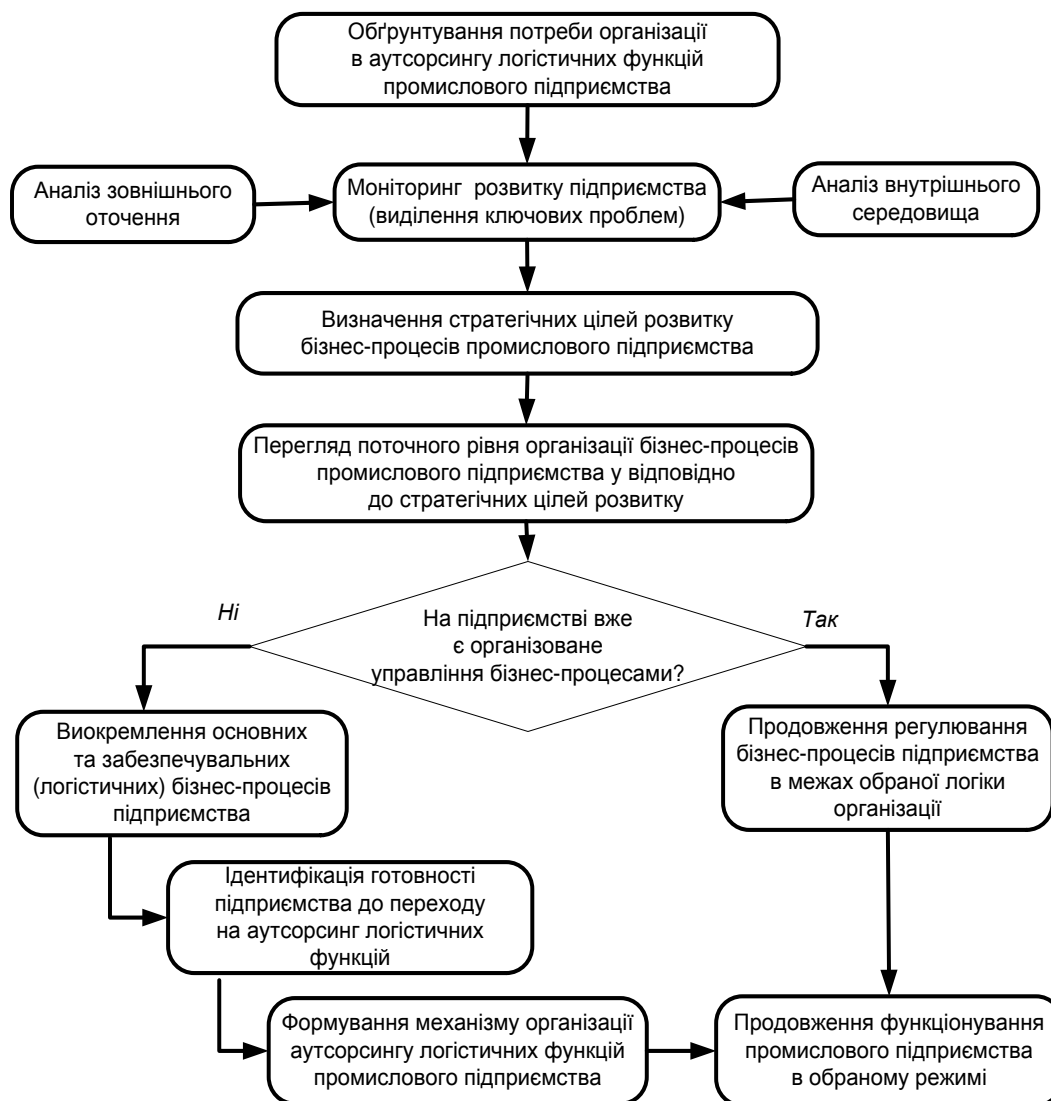 Обґрунтування потреби організації
в аутсорсингу логістичних функцій
промислового підприємства
Аналіз зовнішнього
оточення
Моніторинг розвитку підприємства
(виділення ключових проблем)
Аналіз внутрішнього
середовища
Визначення стратегічних цілей розвитку
бізнес-процесів промислового підприємства
Перегляд поточного рівня організації бізнес-процесів
промислового підприємства у відповідно
до стратегічних цілей розвитку
Ні
На підприємстві вже
є організоване
управління бізнес-процесами?
Так
Виокремлення основних
та забезпечувальних
(логістичних) бізнес-процесів
підприємства
Продовження регулювання
бізнес-процесів підприємства
в межах обраної логіки
організації
Ідентифікація готовності
підприємства до переходу
на аутсорсинг логістичних
функцій
Формування механізму організації
аутсорсингу логістичних функцій
промислового підприємства
Продовження функціонування
промислового підприємства
в обраному режимі